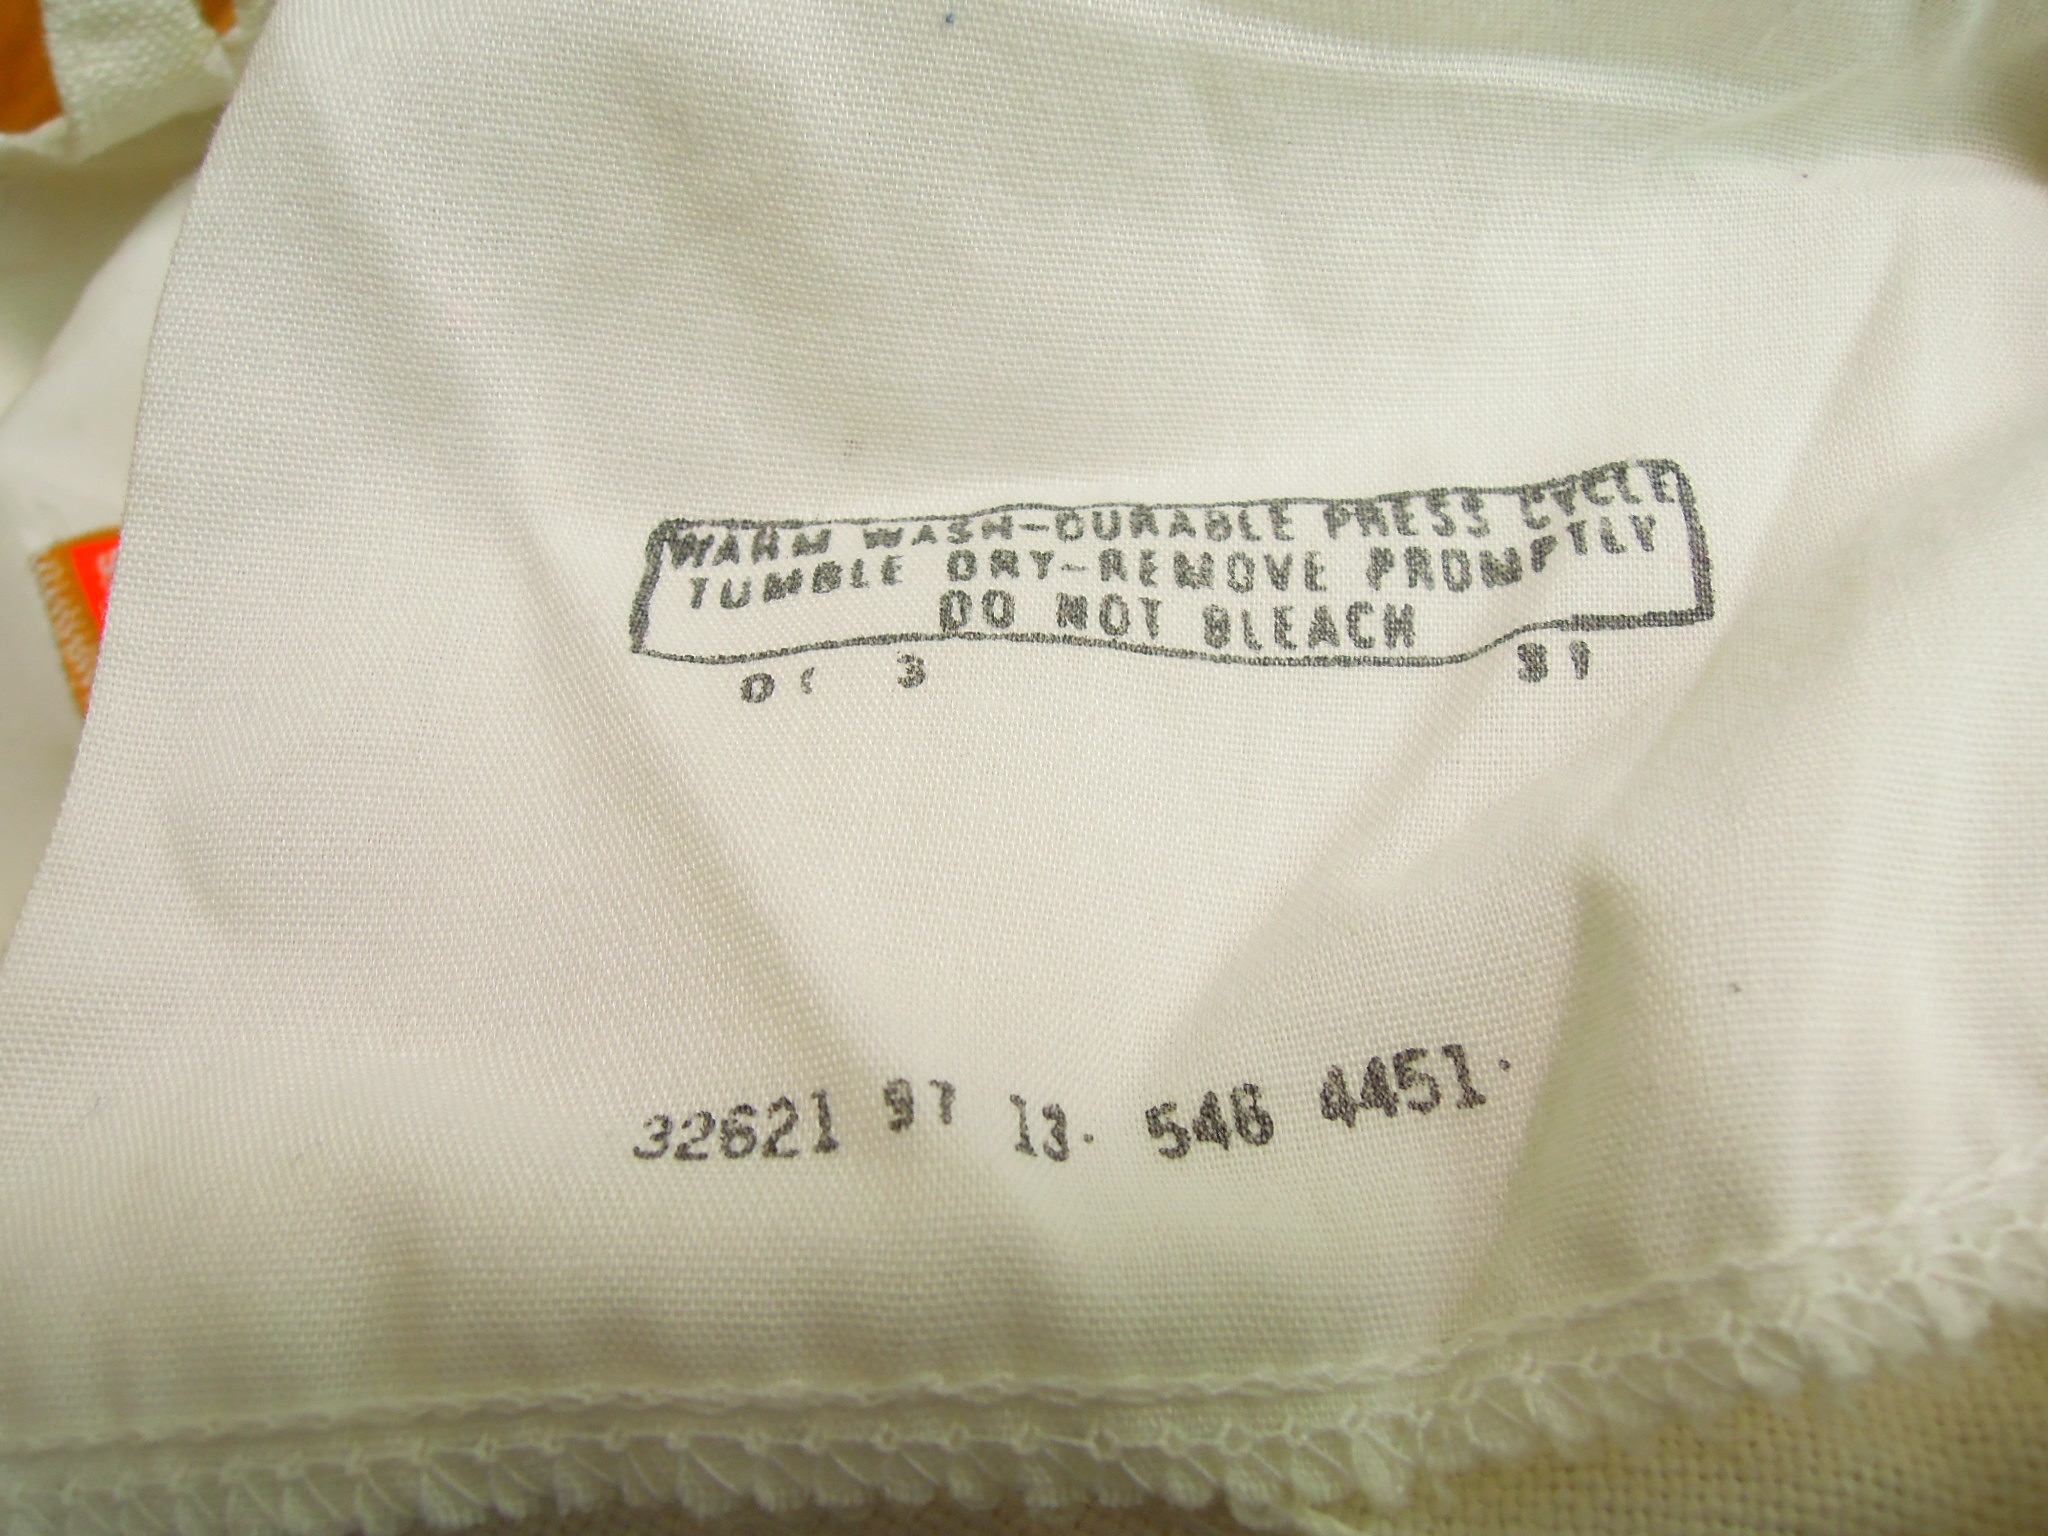 WARM WASH-DURABLE PRESS CYCLE
TUMBLE DRY-REMOVE PROMPTLY
DO NOT BLEACH
3
32621 13. 546 4451.